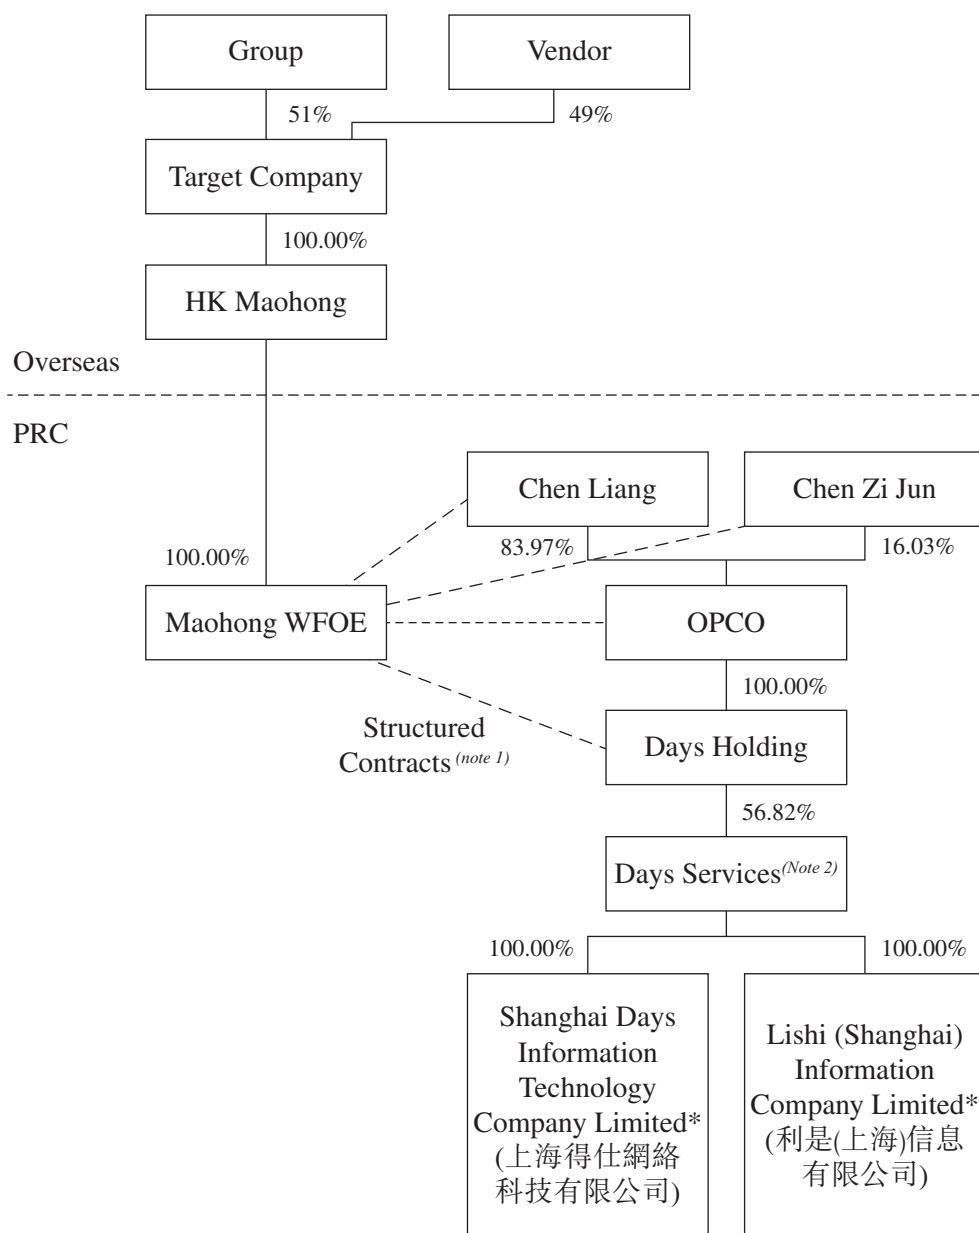 Group
Vendor
51%
49%
Target Company
100.00%
HK Maohong
Overseas
PRC
Chen Liang
Chen Zi Jun
83.97%
16.03%
100.00%
Maohong WFOE
OPCO
100.00%
Structured
Contracts (note 1)
Days Holding
56.82%
Days Services(Note 2)
100.00%
100.00%
Shanghai Days
Information
Technology
Company Limited*
(上海得仕網絡
科技有限公司)
Lishi (Shanghai)
Information
Company Limited*
(利是(上海)信息
有限公司)